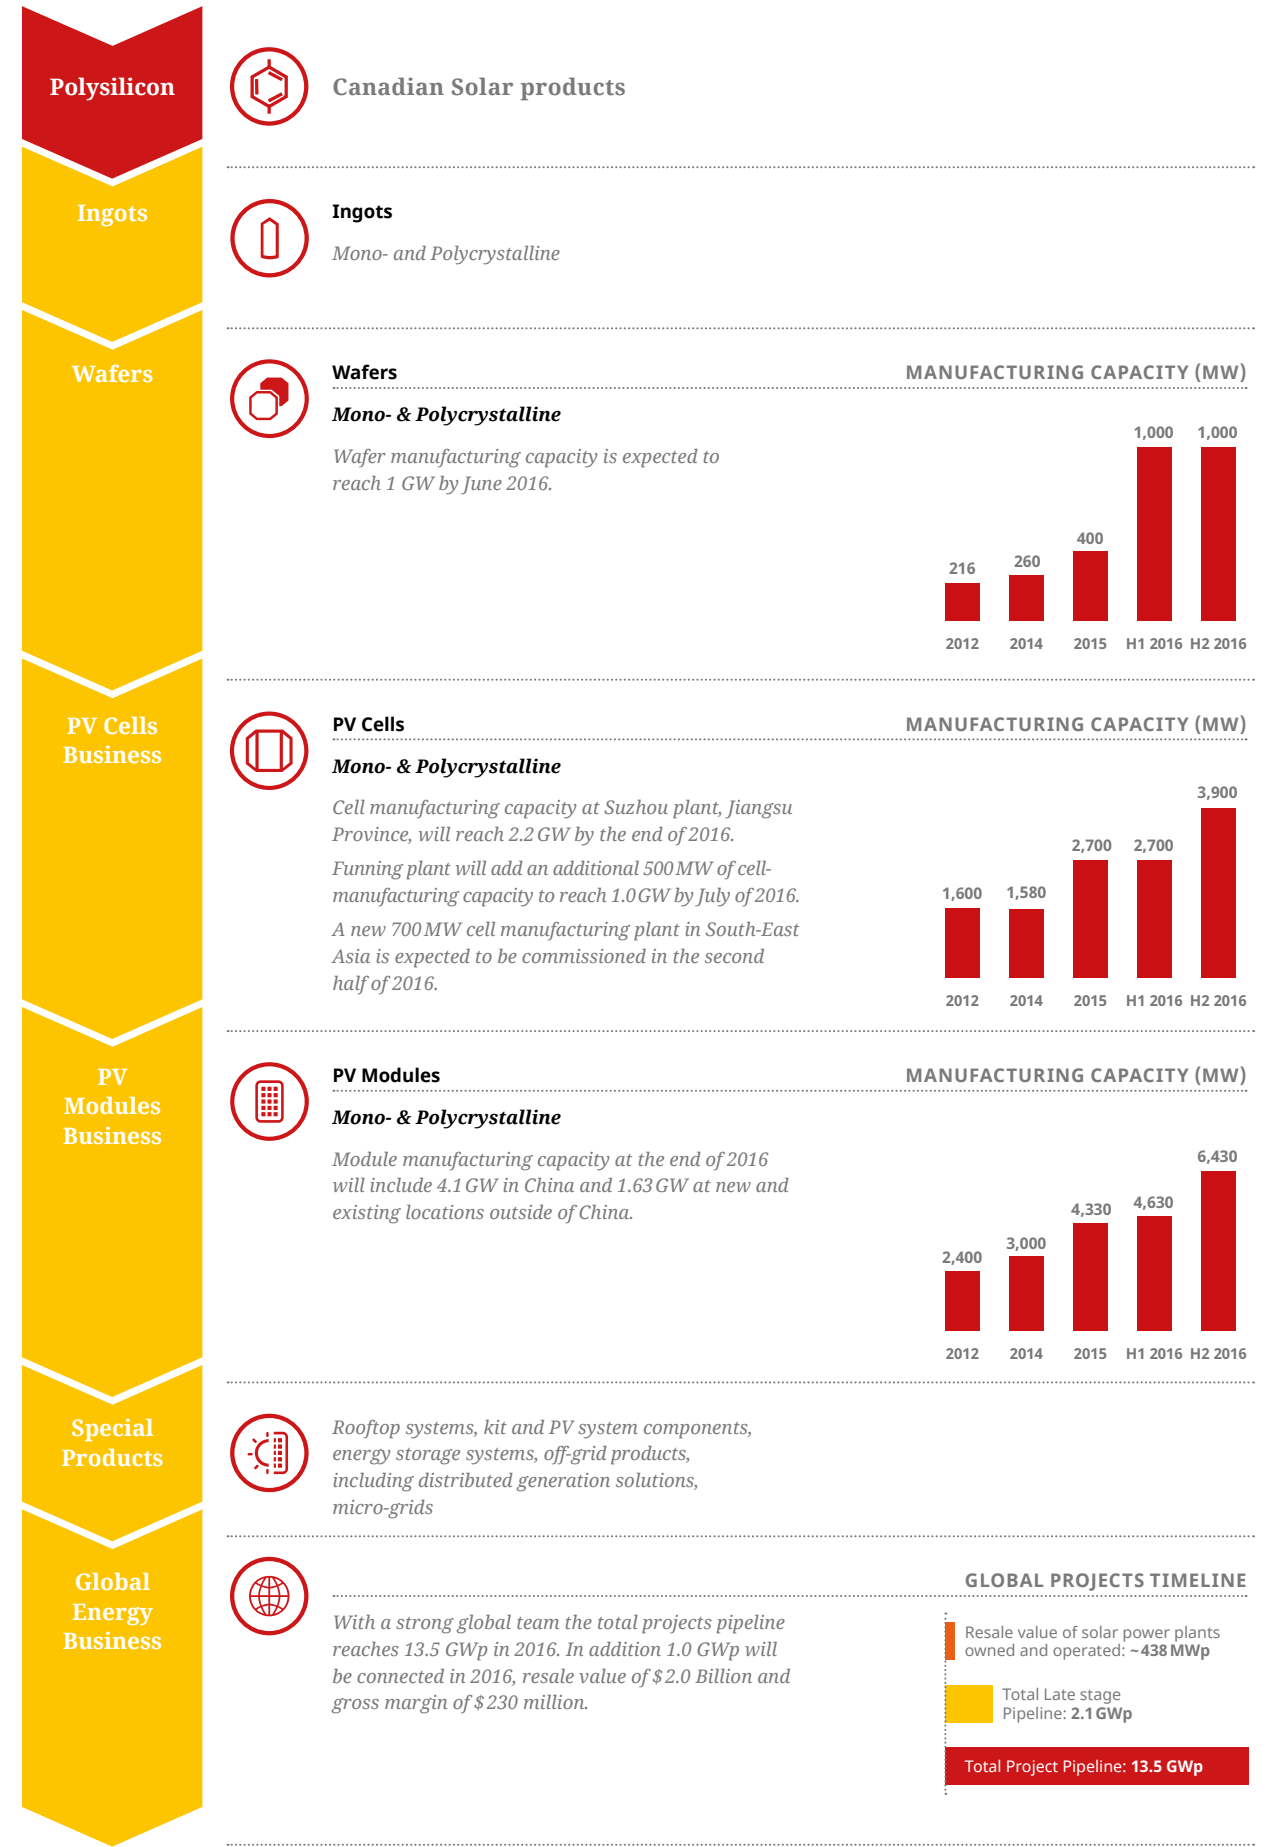 Polysilicon
Canadian Solar products
Ingots
Ingots
Mono- and Polycrystalline
Wafers
Wafers
MANUFACTURING CAPACITY (MW)
Mono- & Polycrystalline
Wafer manufacturing capacity is expected to
reach 1 GW by June 2016.
1,000 1,000
400
260
216
2012 2014 2015 H1 2016 H2 2016
PV Cells
Business
PV Cells
MANUFACTURING CAPACITY (MW)
Mono- & Polycrystalline
Cell manufacturing capacity at Suzhou plant, Jiangsu
Province, will reach 2.2 GW by the end of 2016.
Funning plant will add an additional 500 MW of cell-
manufacturing capacity to reach 1.0 GW by July of 2016.
A new 700 MW cell manufacturing plant in South-East
Asia is expected to be commissioned in the second
half of 2016.
3,900
2,700 2,700
1,600 1,580
2012 2014 2015 H1 2016 H2 2016
PV
Modules
Business
PV Modules
MANUFACTURING CAPACITY (MW)
Mono- & Polycrystalline
Module manufacturing capacity at the end of 2016
will include 4.1 GW in China and 1.63 GW at new and
existing locations outside of China.
6,430
4,330 4,630
2,400 3,000
2012 2014 2015 H1 2016 H2 2016
Special
Products
Rooftop systems, kit and PV system components,
energy storage systems, off-grid products,
including distributed generation solutions,
micro-grids
Global
Energy
Business
GLOBAL PROJECTS TIMELINE
With a strong global team the total projects pipeline
reaches 13.5 GWp in 2016. In addition 1.0 GWp will
be connected in 2016, resale value of $ 2.0 Billion and
gross margin of $ 230 million.
Resale value of solar power plants
owned and operated: ~438 MWp
Total Late stage
Pipeline: 2.1 GWp
Total Project Pipeline: 13.5 GWp